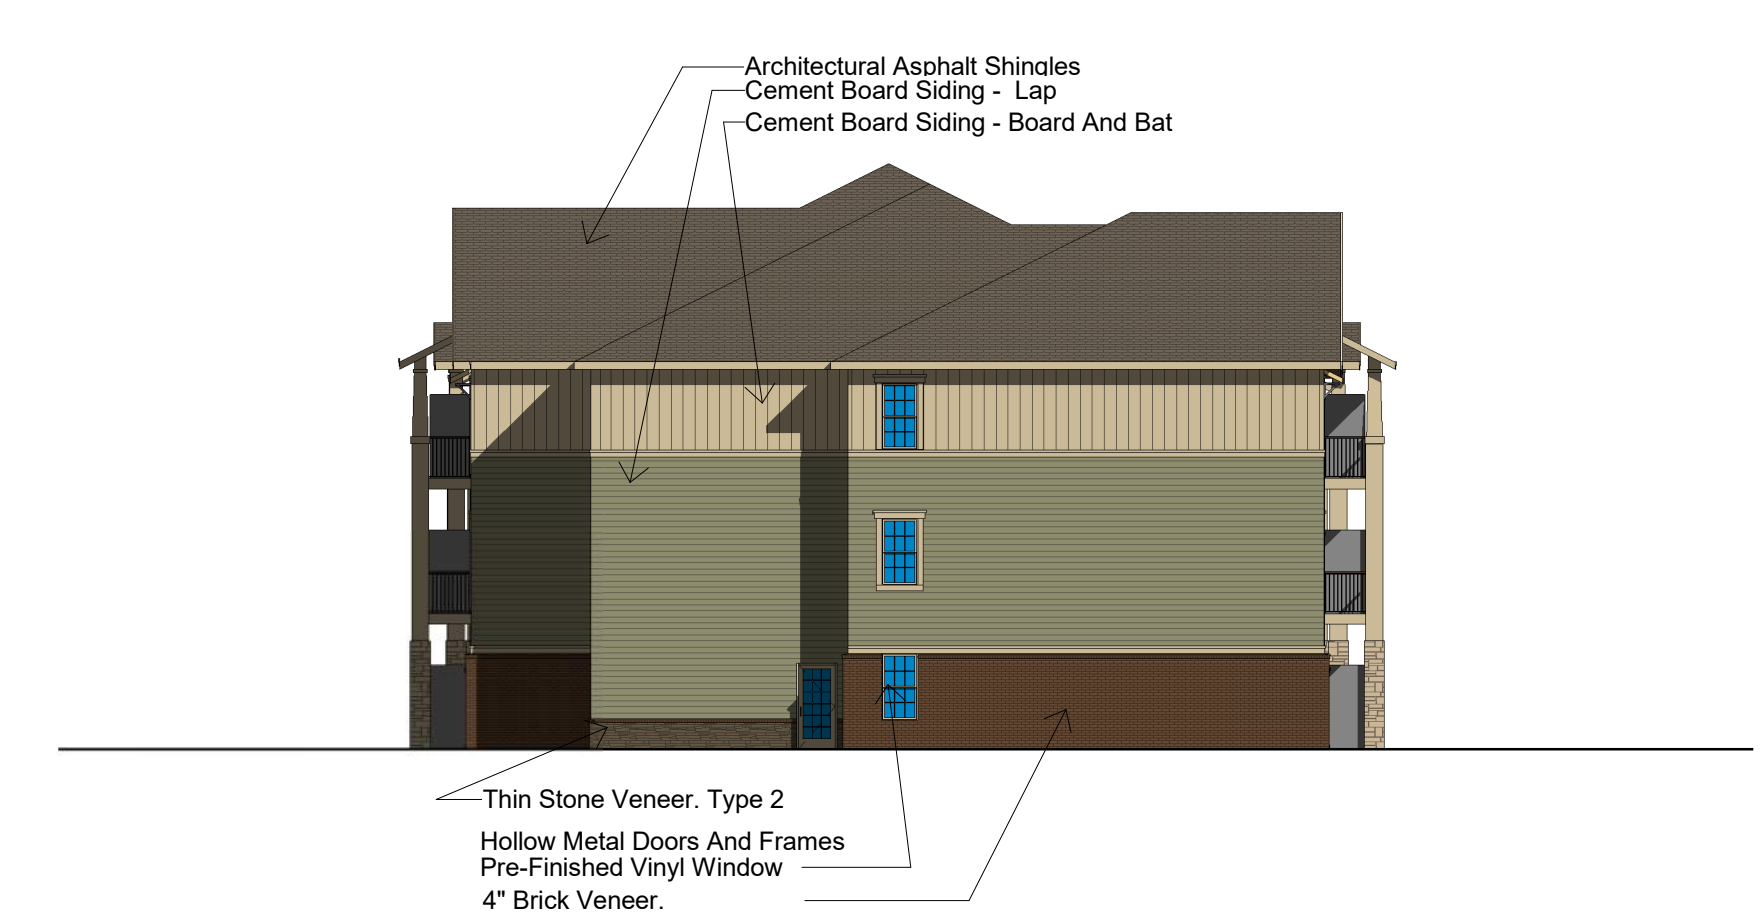 Architectural Asphalt Shingles
Cement Board Siding -  Lap
Cement Board Siding - Board And Bat
Thin Stone Veneer. Type 2
Hollow Metal Doors And Frames
Pre-Finished Vinyl Window
4" Brick Veneer.